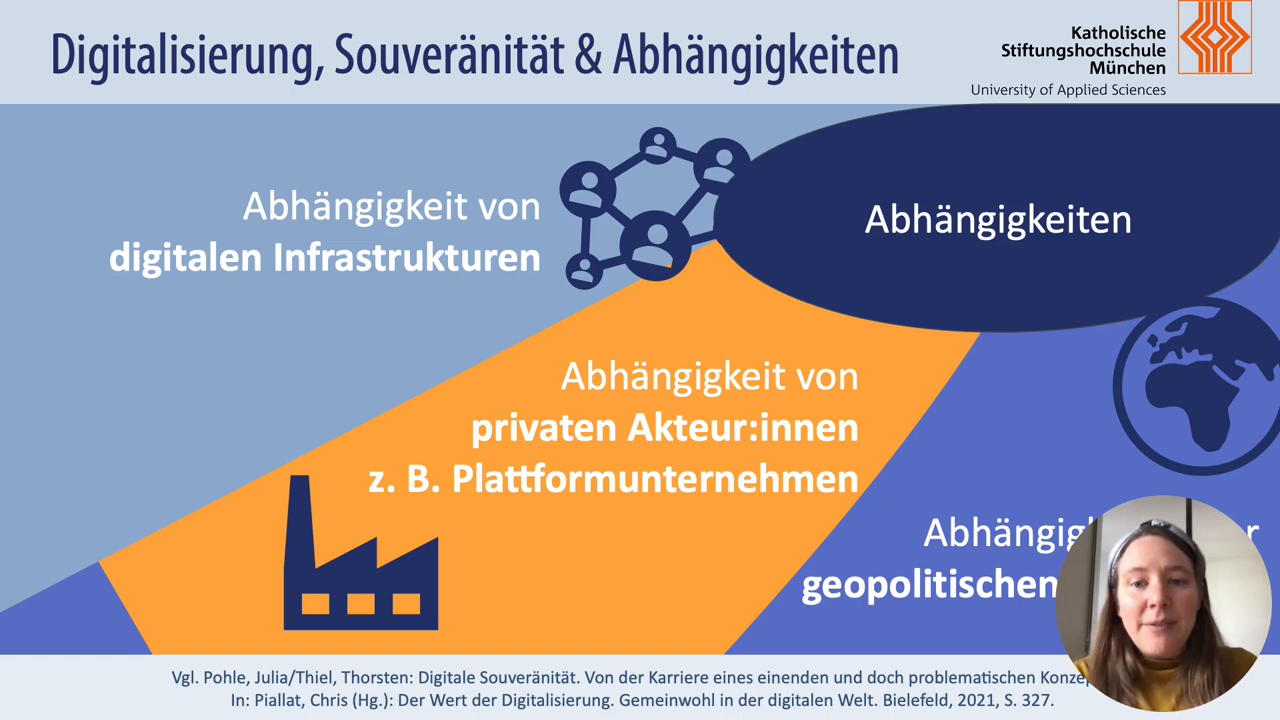 Digitalisierung, Souveränität & Abhängigkeiten
Katholische
Stiftungshochschule
München
University of Applied Sciences
Abhängigkeit von
digitalen Infrastrukturen
Abhängigkeiten
Abhängigkeit von
privaten Akteur:innen
z. B. Plattformunternehmen
geopolitischen
Vgl. Pohle, Julia/Thiel, Thorsten: Digitale Souveränität. Von der Karriere eines einenden und doch problematischen
In: Piallat, Chris (Hg.): Der Wert der Digitalisierung. Gemeinwohl in der digitalen Welt. Bielefeld, 2021, S. 327.